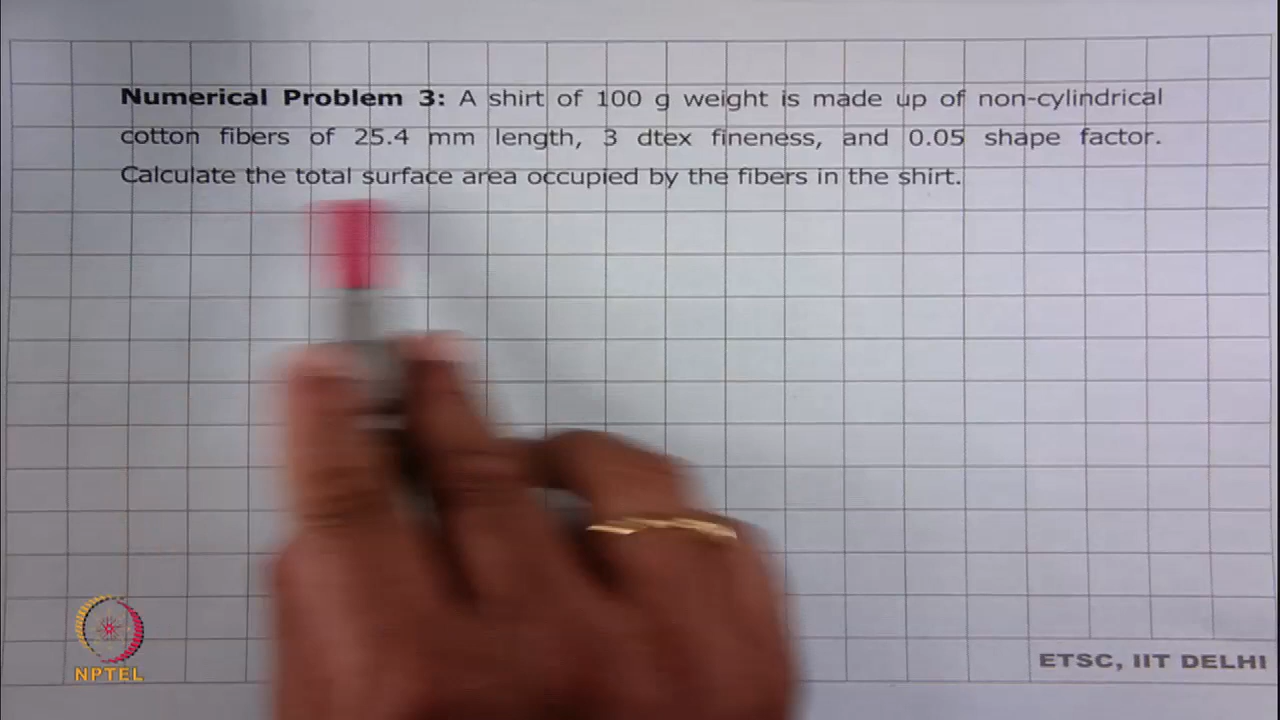 Numerical Problem 3: A shirt of 100 g weight is made up of non-cylindrical
cotton fibers of 25.4 mm length, 3 dtex fineness, and 0.05 shape factor.
Calculate the total surface area occupied by the fibers in the shirt.
NPTEL
ETSC, IIT DELHI